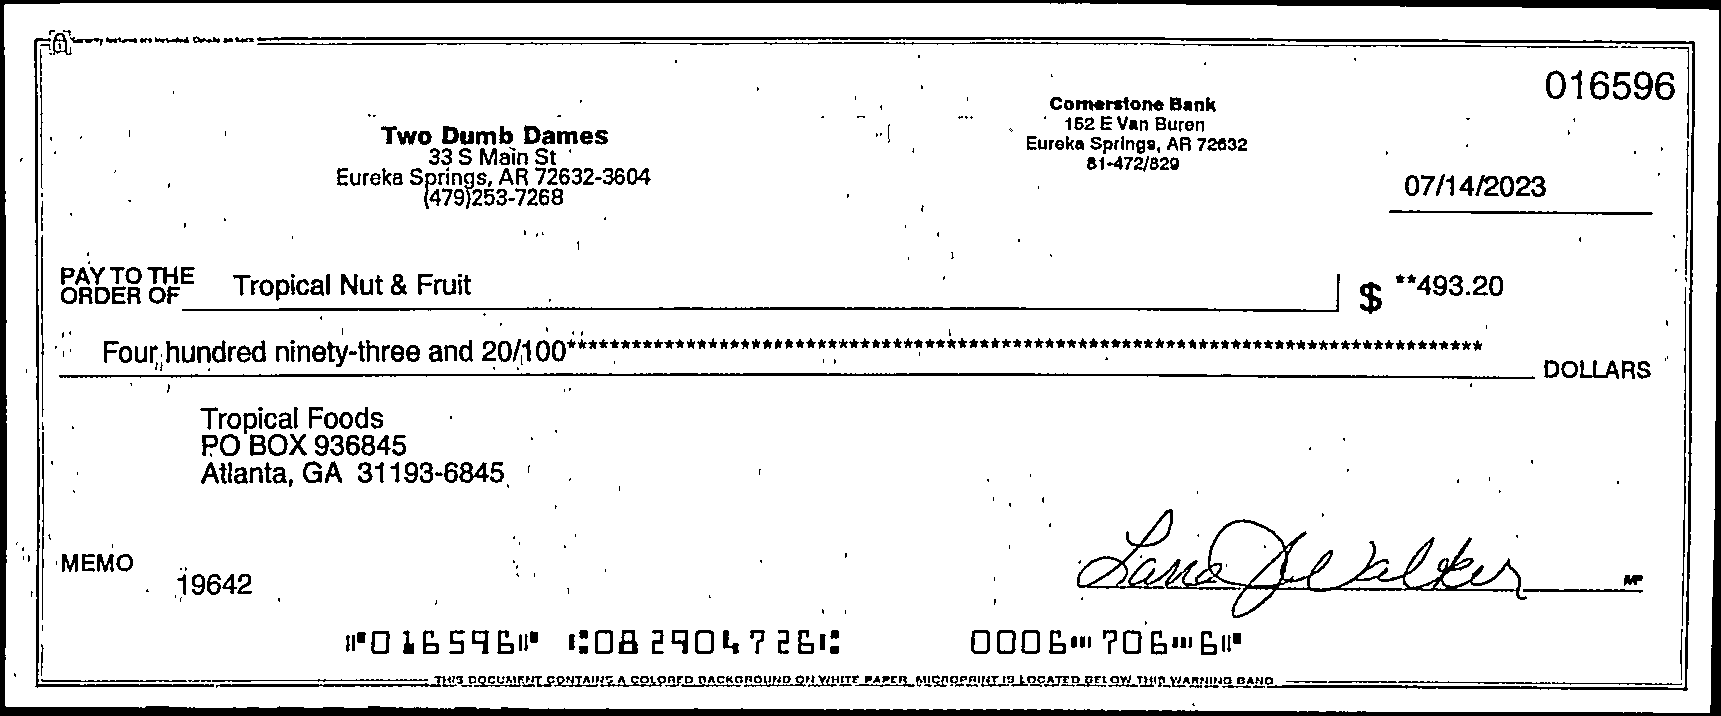 Security features are included. Details on back.
016596
Two Dumb Dames
33 S Main St
Eureka Springs, AR 72632-3604
(479)253-7268
Cornerstone Bank
152 E Van Buren
Eureka Springs, AR 72632
81-472/829
07/14/2023
PAY TO THE ORDER OF Tropical Nut & Fruit $ **493.20
Four hundred ninety-three and 20/100**************************************************************************************
DOLLARS
Tropical Foods
PO BOX 936845
Atlanta, GA 31193-6845
MEMO
19642
Lana J Walker
MP
⑈016596⑈ ⑆082904726⑆ 0006⑉706⑉6⑈
THIS DOCUMENT CONTAINS A COLORED BACKGROUND ON WHITE PAPER. MICROPRINT IS LOCATED BELOW THIS WARNING BAND